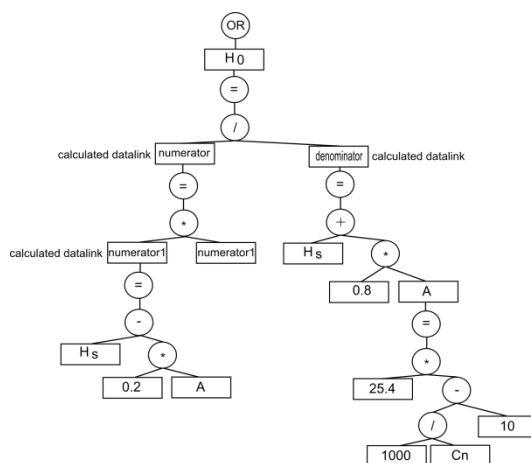 OR
H0
=
/
calculated datalink numerator denominator calculated datalink
= =
* +
calculated datalink numerator1 numerator1 Hs *
= 0.8 A
- =
Hs * *
0.2 A 25.4 -
/ 10
1000 Cn